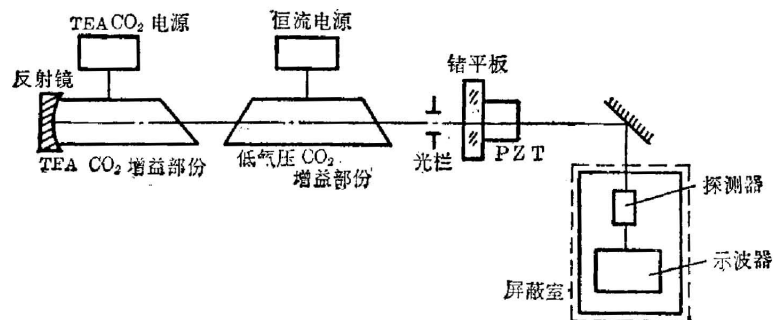 TEACO₂ 电源
恒流电源
反射镜
锗平板
TEA CO₂ 增益部份
低气压 CO₂
增益部份
光栏
PZT
探测器
示波器
屏蔽室